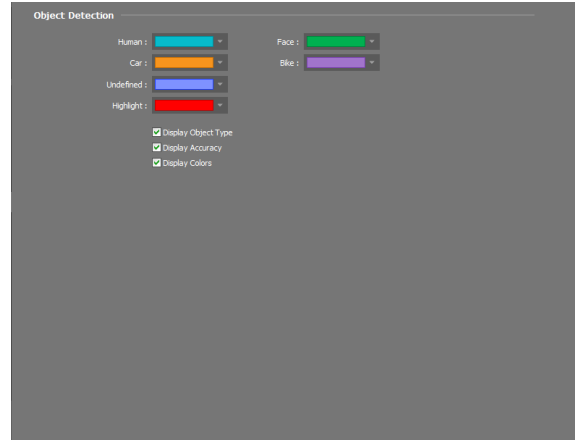 Object Detection
Human : Face :
Car : Bike :
Undefined :
Highlight :
Display Object Type
Display Accuracy
Display Colors